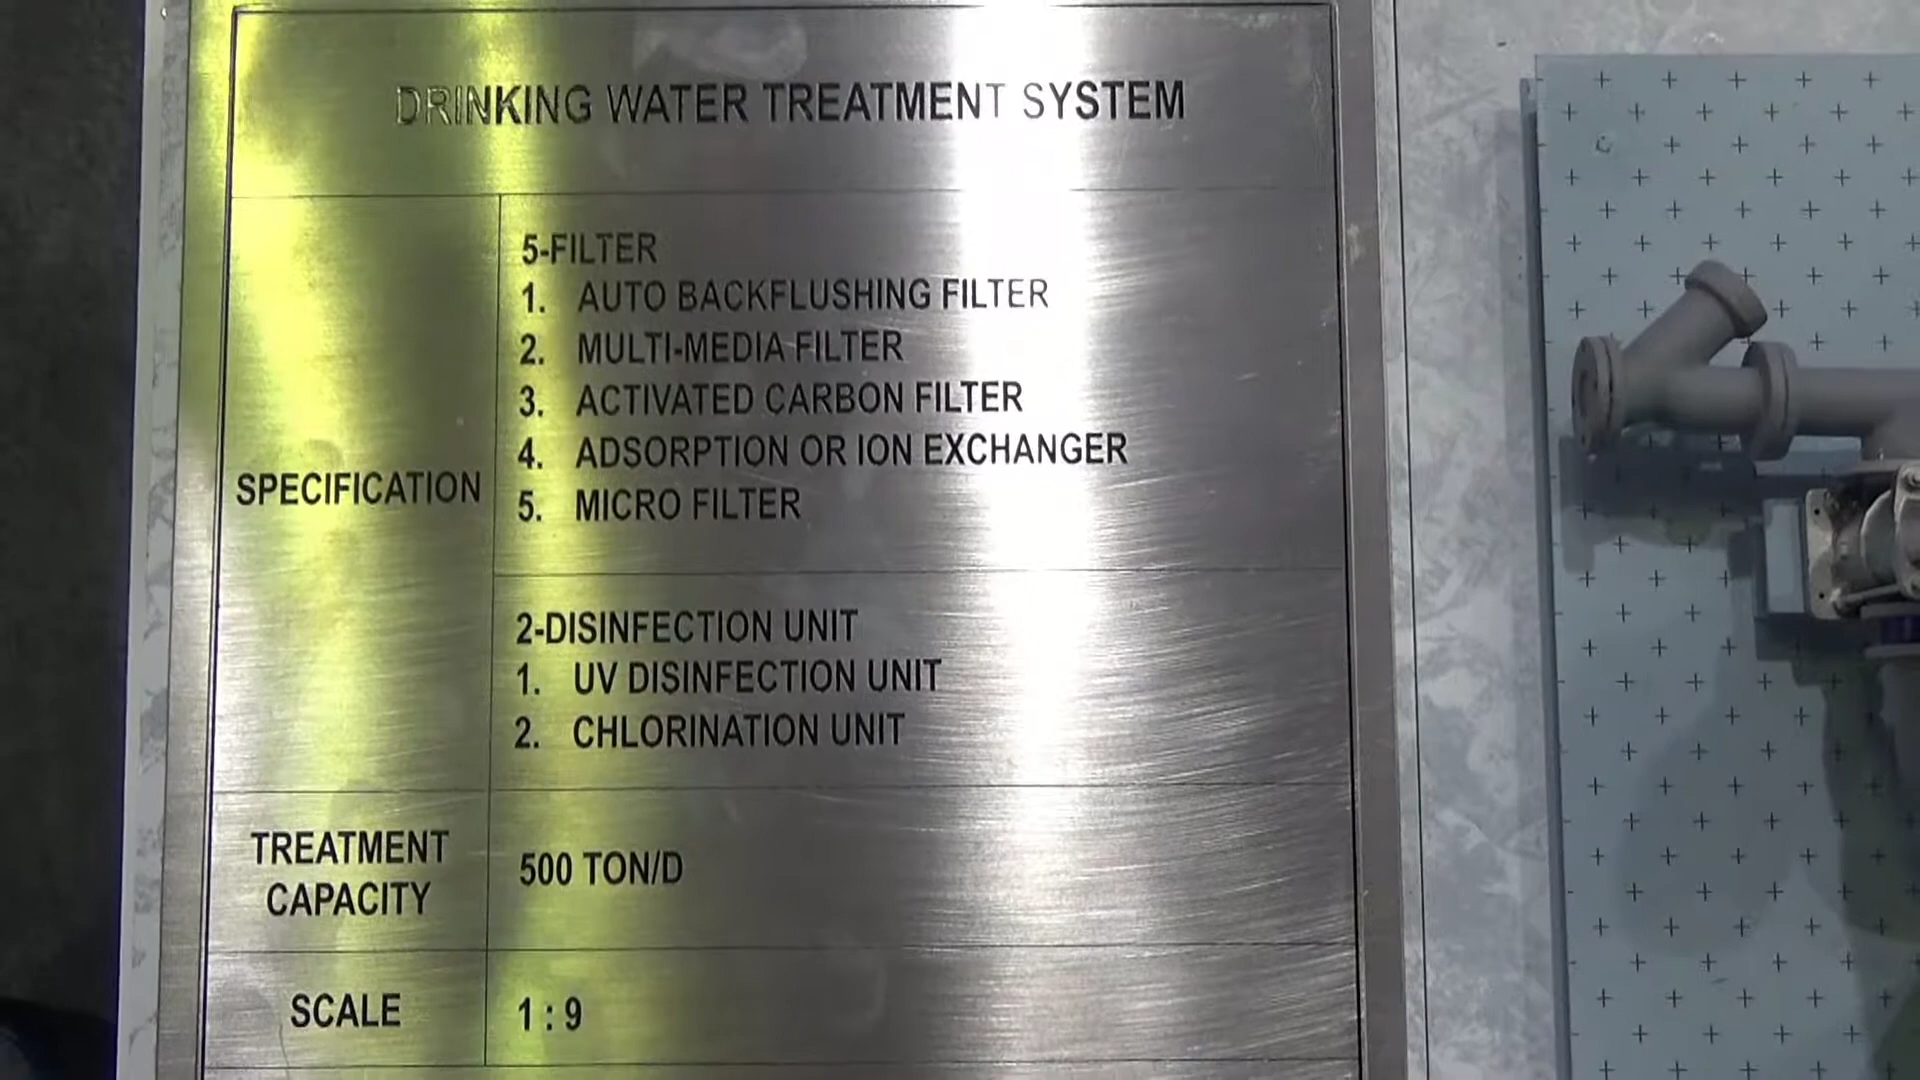 DRINKING WATER TREATMENT SYSTEM
SPECIFICATION
5-FILTER
1. AUTO BACKFLUSHING FILTER
2. MULTI-MEDIA FILTER
3. ACTIVATED CARBON FILTER
4. ADSORPTION OR ION EXCHANGER
5. MICRO FILTER
2-DISINFECTION UNIT
1. UV DISINFECTION UNIT
2. CHLORINATION UNIT
TREATMENT
CAPACITY
500 TON/D
SCALE
1 : 9